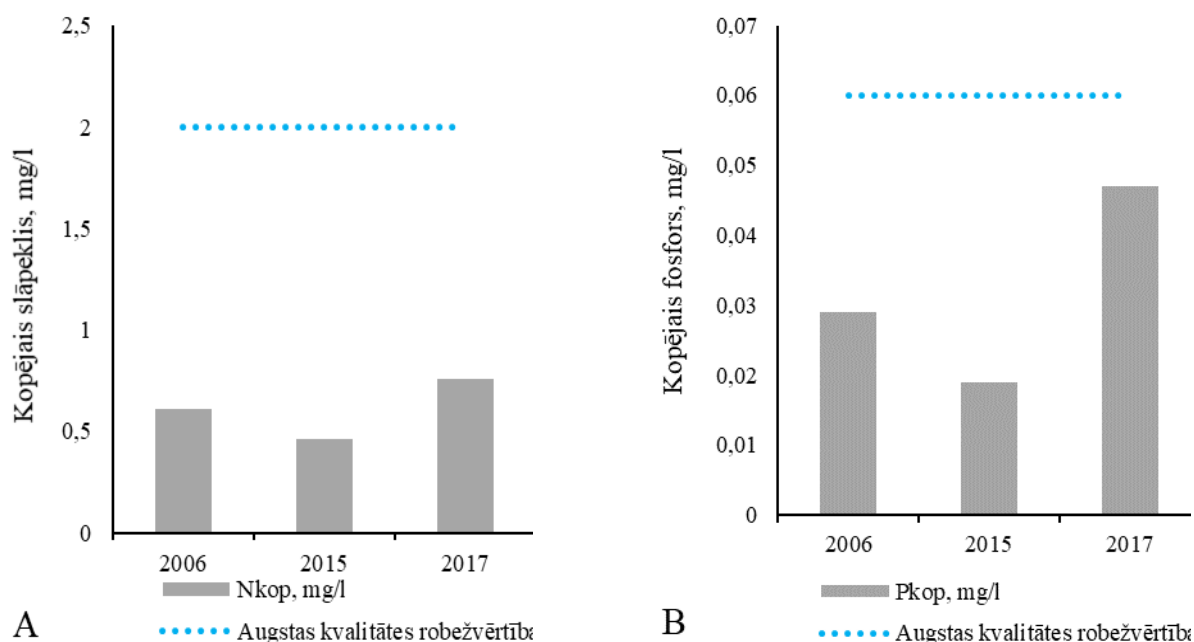 Kopējais slāpeklis, mg/l
2,5
2
1,5
1
0,5
0
2006 2015 2017
Nkop, mg/l
Augstas kvalitātes robežvērtība
A
Kopējais fosfors, mg/l
0,07
0,06
0,05
0,04
0,03
0,02
0,01
0
2006 2015 2017
Pkop, mg/l
Augstas kvalitātes robežvērtība
B